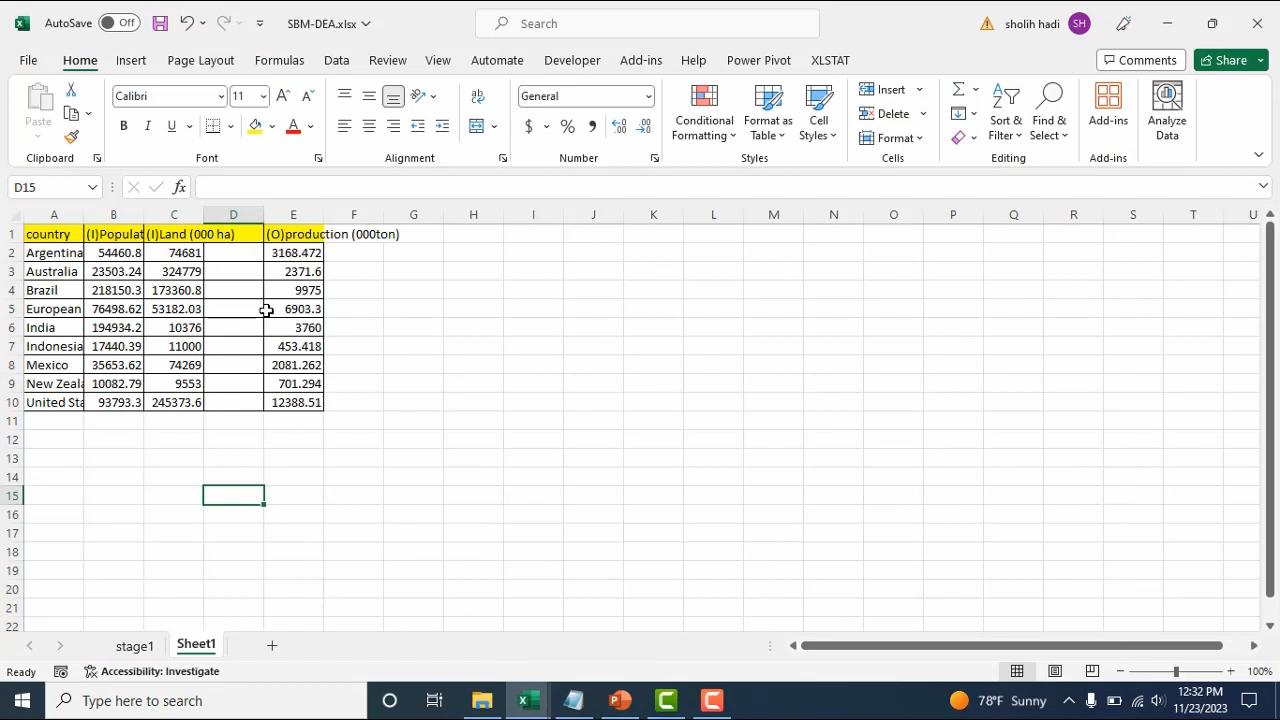 AutoSave Off SBM-DEA.xlsx Search sholih hadi SH
File Home Insert Page Layout Formulas Data Review View Automate Developer Add-ins Help Power Pivot XLSTAT Comments Share
Paste Calibri 11 General Conditional Formatting Format as Table Cell Styles Insert Delete Format Sort & Filter Find & Select Add-ins Analyze Data
Clipboard Font Alignment Number Styles Cells Editing Add-ins
D15 fx
A B C D E F G H I J K L M N O P Q R S T U
1 country (I)Populat (I)Land (000 ha) (O)production (000ton)
2 Argentina 54460.8 74681 3168.472
3 Australia 23503.24 324779 2371.6
4 Brazil 218150.3 173360.8 9975
5 European 76498.62 53182.03 6903.3
6 India 194934.2 10376 3760
7 Indonesia 17440.39 11000 453.418
8 Mexico 35653.62 74269 2081.262
9 New Zeala 10082.79 9553 701.294
10 United Sta 93793.3 245373.6 12388.51
11
12
13
14
15
16
17
18
19
20
21
22
stage1 Sheet1
Ready Accessibility: Investigate 100%
Type here to search 78°F Sunny 12:32 PM
11/23/2023